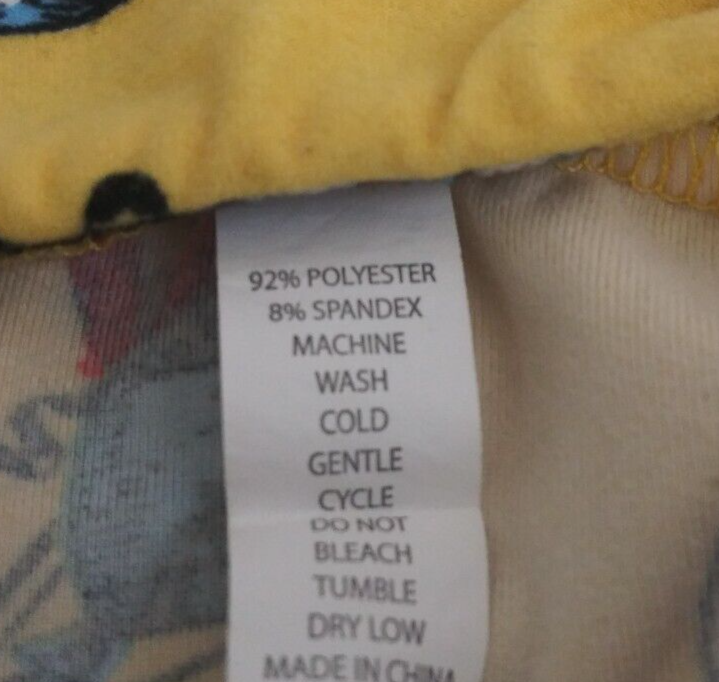 92% POLYESTER
8% SPANDEX
MACHINE
WASH
COLD
GENTLE
CYCLE
DO NOT
BLEACH
TUMBLE
DRY LOW
MADE IN CHINA